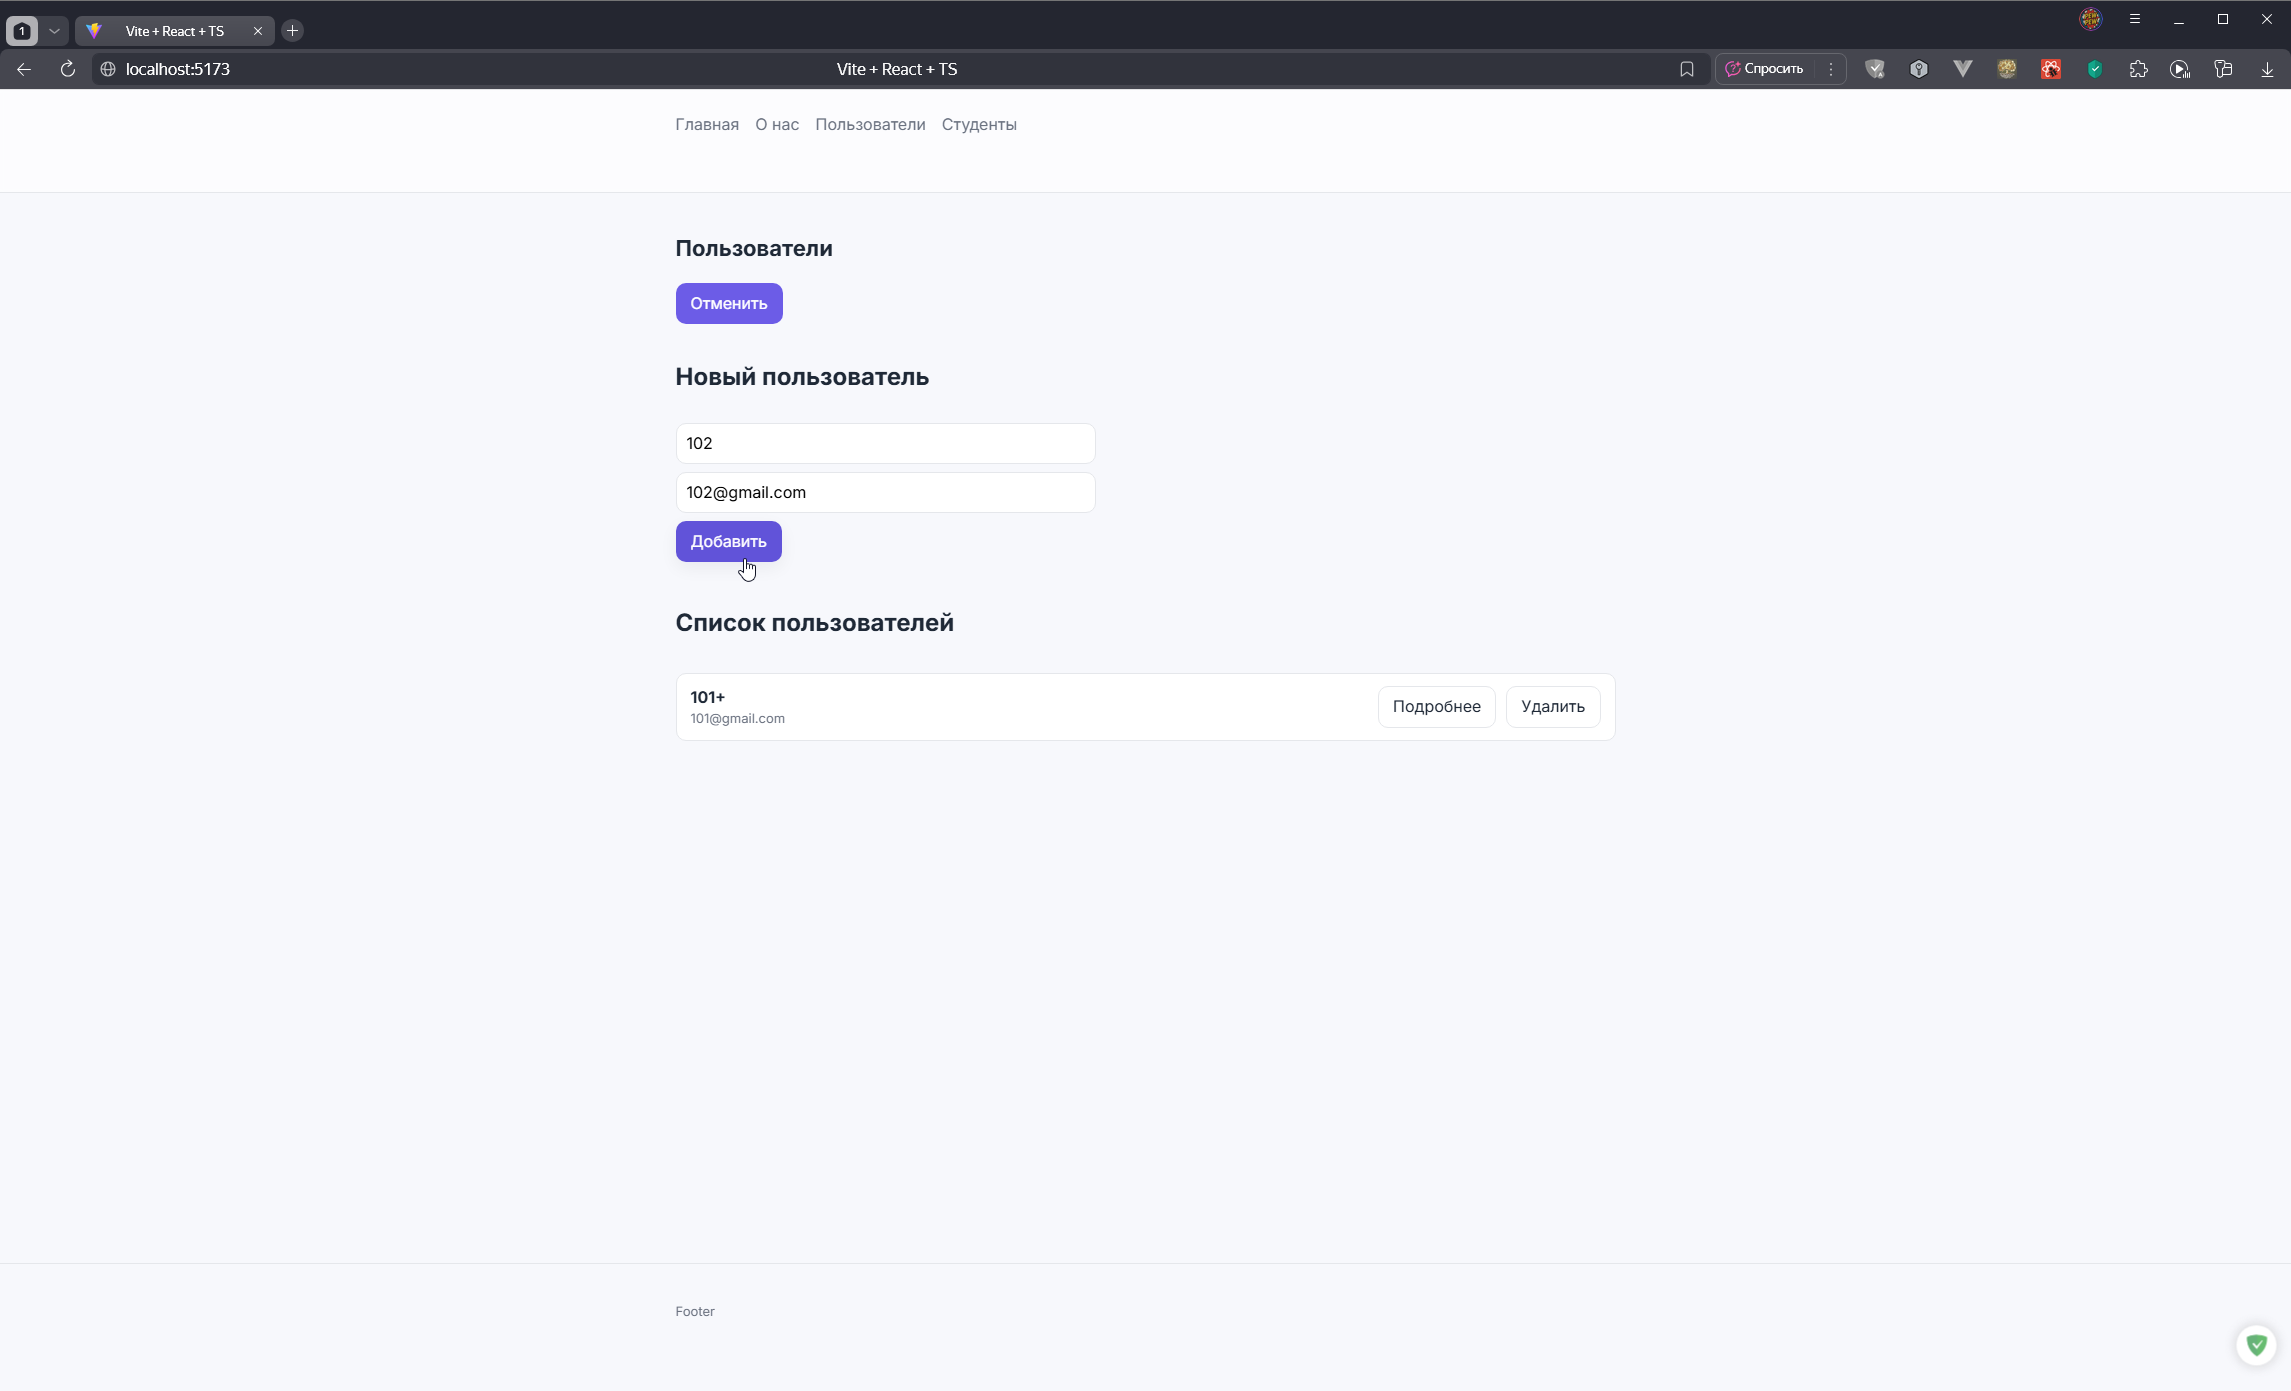 1
Vite + React + TS
localhost:5173
Vite + React + TS
Спросить
Главная О нас Пользователи Студенты
Пользователи
Отменить
Новый пользователь
102
102@gmail.com
Добавить
Список пользователей
101+
101@gmail.com
Подробнее
Удалить
Footer